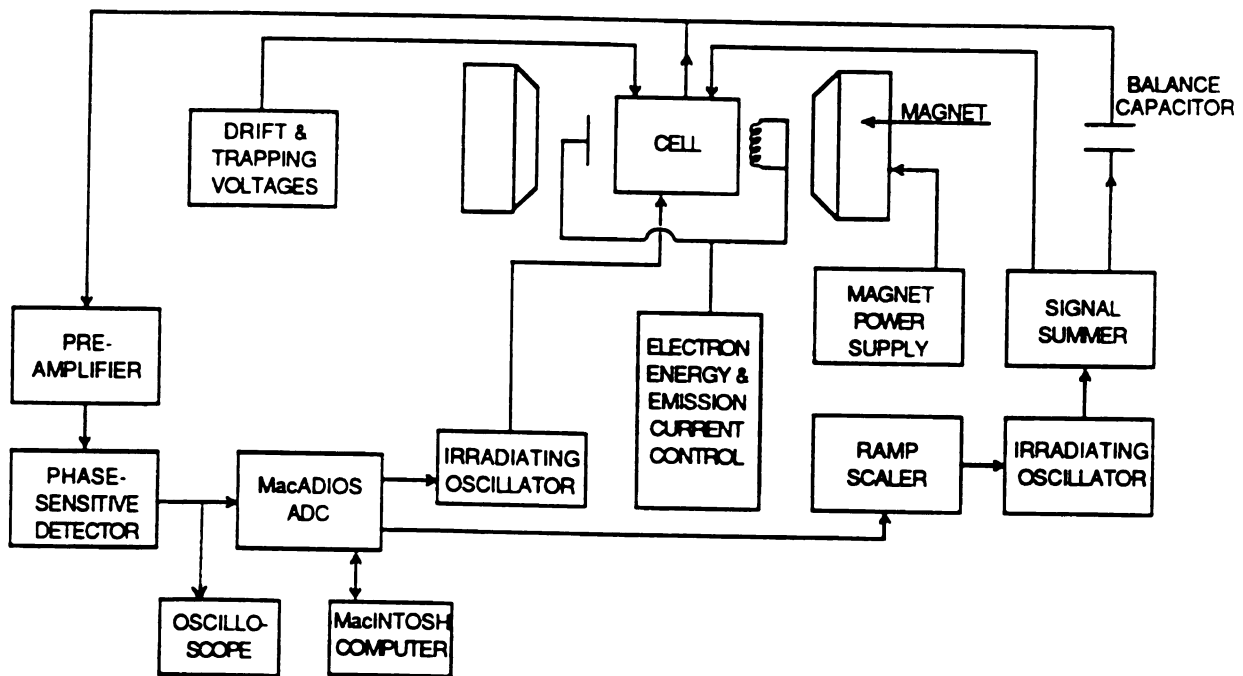 BALANCE
CAPACITOR
DRIFT &
TRAPPING
VOLTAGES
CELL
MAGNET
PRE-
AMPLIFIER
ELECTRON
ENERGY &
EMISSION
CURRENT
CONTROL
MAGNET
POWER
SUPPLY
SIGNAL
SUMMER
PHASE-
SENSITIVE
DETECTOR
MacADIOS
ADC
IRRADIATING
OSCILLATOR
RAMP
SCALER
IRRADIATING
OSCILLATOR
OSCILLO-
SCOPE
MacINTOSH
COMPUTER